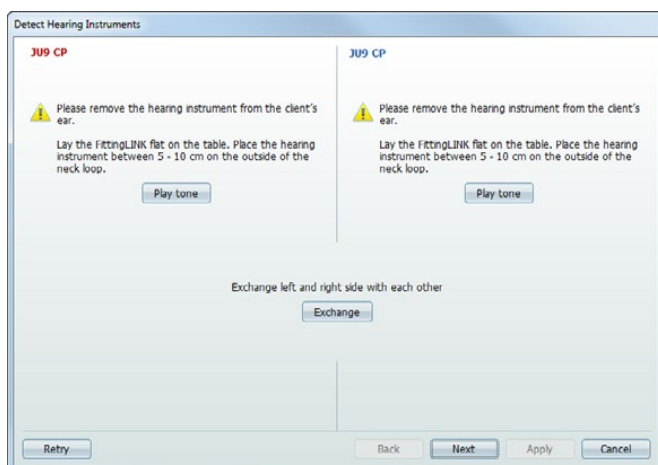 Detect Hearing Instruments
JU9 CP
Please remove the hearing instrument from the client's
ear.
Lay the FittingLINK flat on the table. Place the hearing
instrument between 5 - 10 cm on the outside of the
neck loop.
Play tone
JU9 CP
Please remove the hearing instrument from the client's
ear.
Lay the FittingLINK flat on the table. Place the hearing
instrument between 5 - 10 cm on the outside of the
neck loop.
Play tone
Exchange left and right side with each other
Exchange
Retry
Back
Next
Apply
Cancel